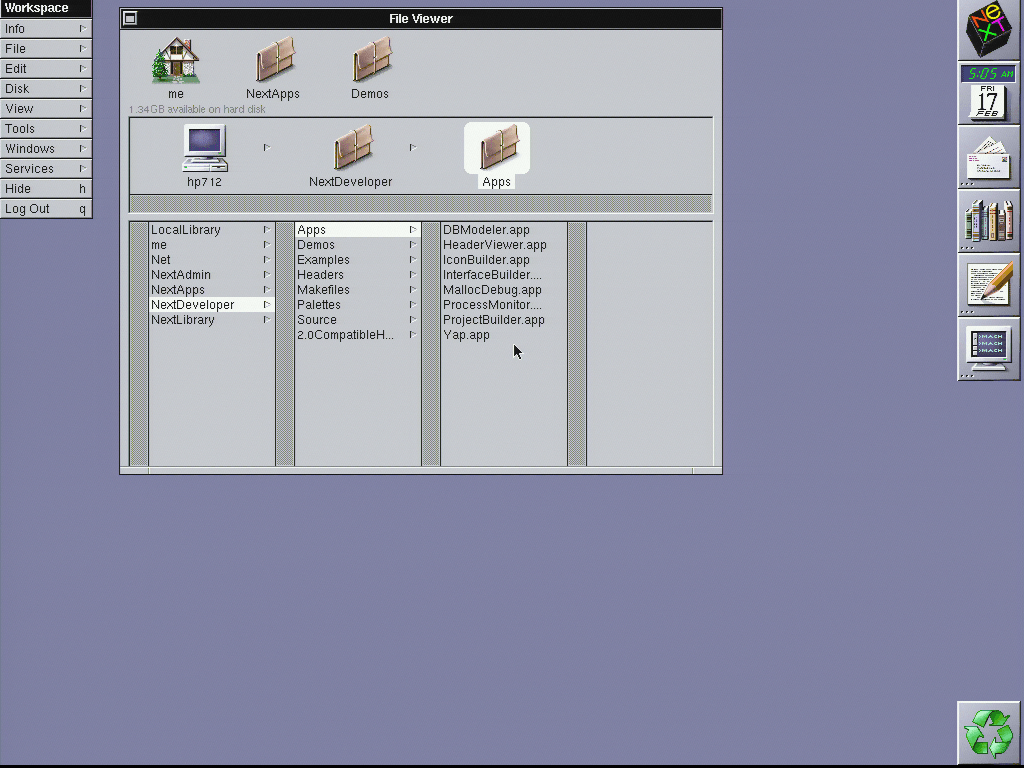 Workspace
Info
File
Edit
Disk
View
Tools
Windows
Services
Hide h
Log Out q
File Viewer
me NextApps Demos
1.34GB available on hard disk
hp712 NextDeveloper Apps
LocalLibrary
me
Net
NextAdmin
NextApps
NextDeveloper
NextLibrary
Apps
Demos
Examples
Headers
Makefiles
Palettes
Source
2.0CompatibleH...
DBModeler.app
HeaderViewer.app
IconBuilder.app
InterfaceBuilder....
MallocDebug.app
ProcessMonitor....
ProjectBuilder.app
Yap.app
NeXT
5:05 AM
FRI
17
FEB
>MACH
>MACH
>MACH